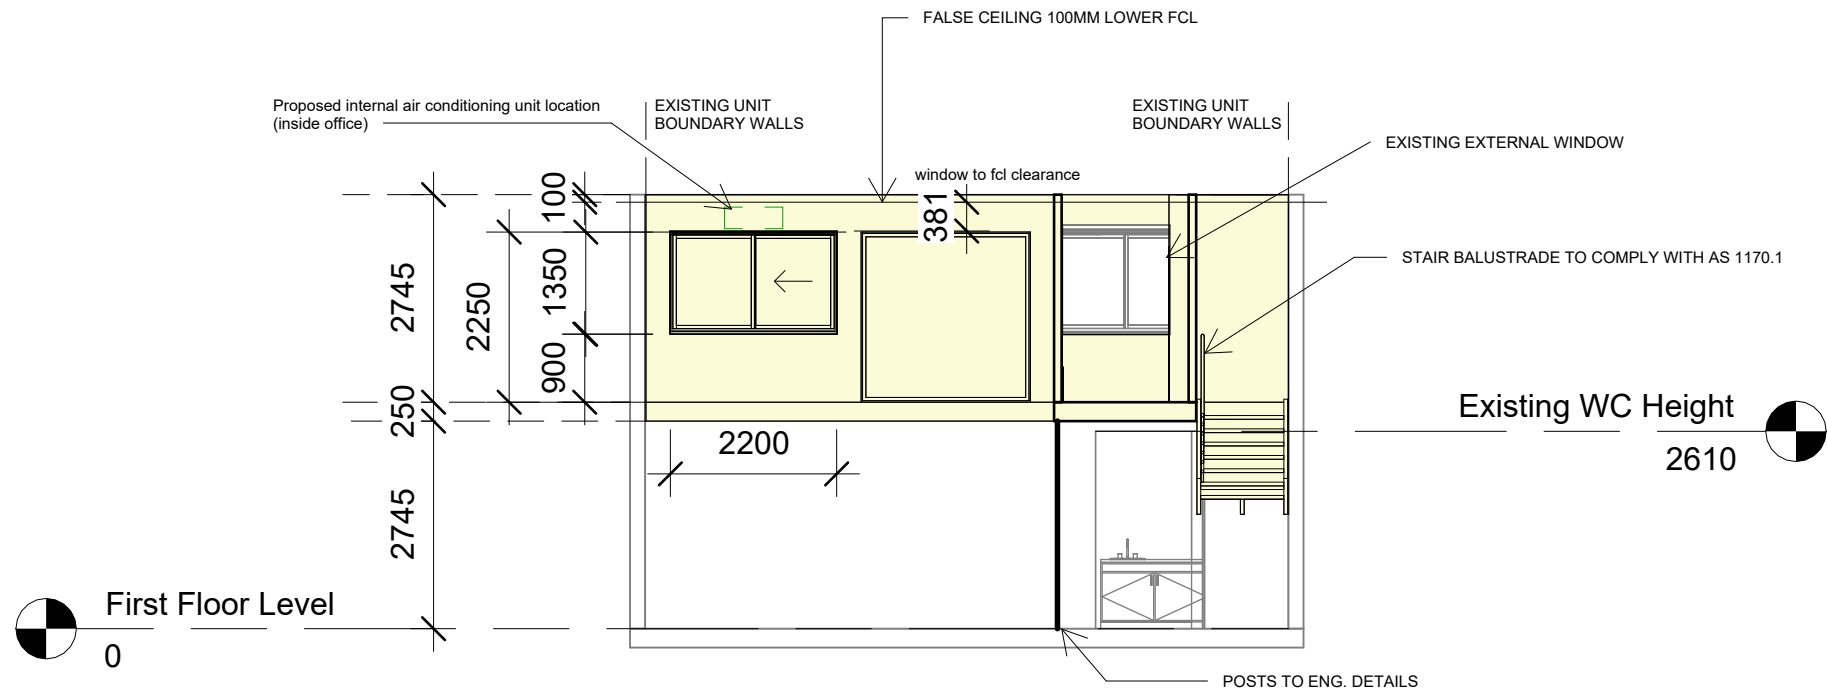 FALSE CEILING 100MM LOWER FCL
Proposed internal air conditioning unit location
(inside office)
EXISTING UNIT
BOUNDARY WALLS
EXISTING UNIT
BOUNDARY WALLS
EXISTING EXTERNAL WINDOW
window to fcl clearance
100
381
STAIR BALUSTRADE TO COMPLY WITH AS 1170.1
2745
2250
1350
900
250
Existing WC Height
2610
2200
2745
First Floor Level
0
POSTS TO ENG. DETAILS